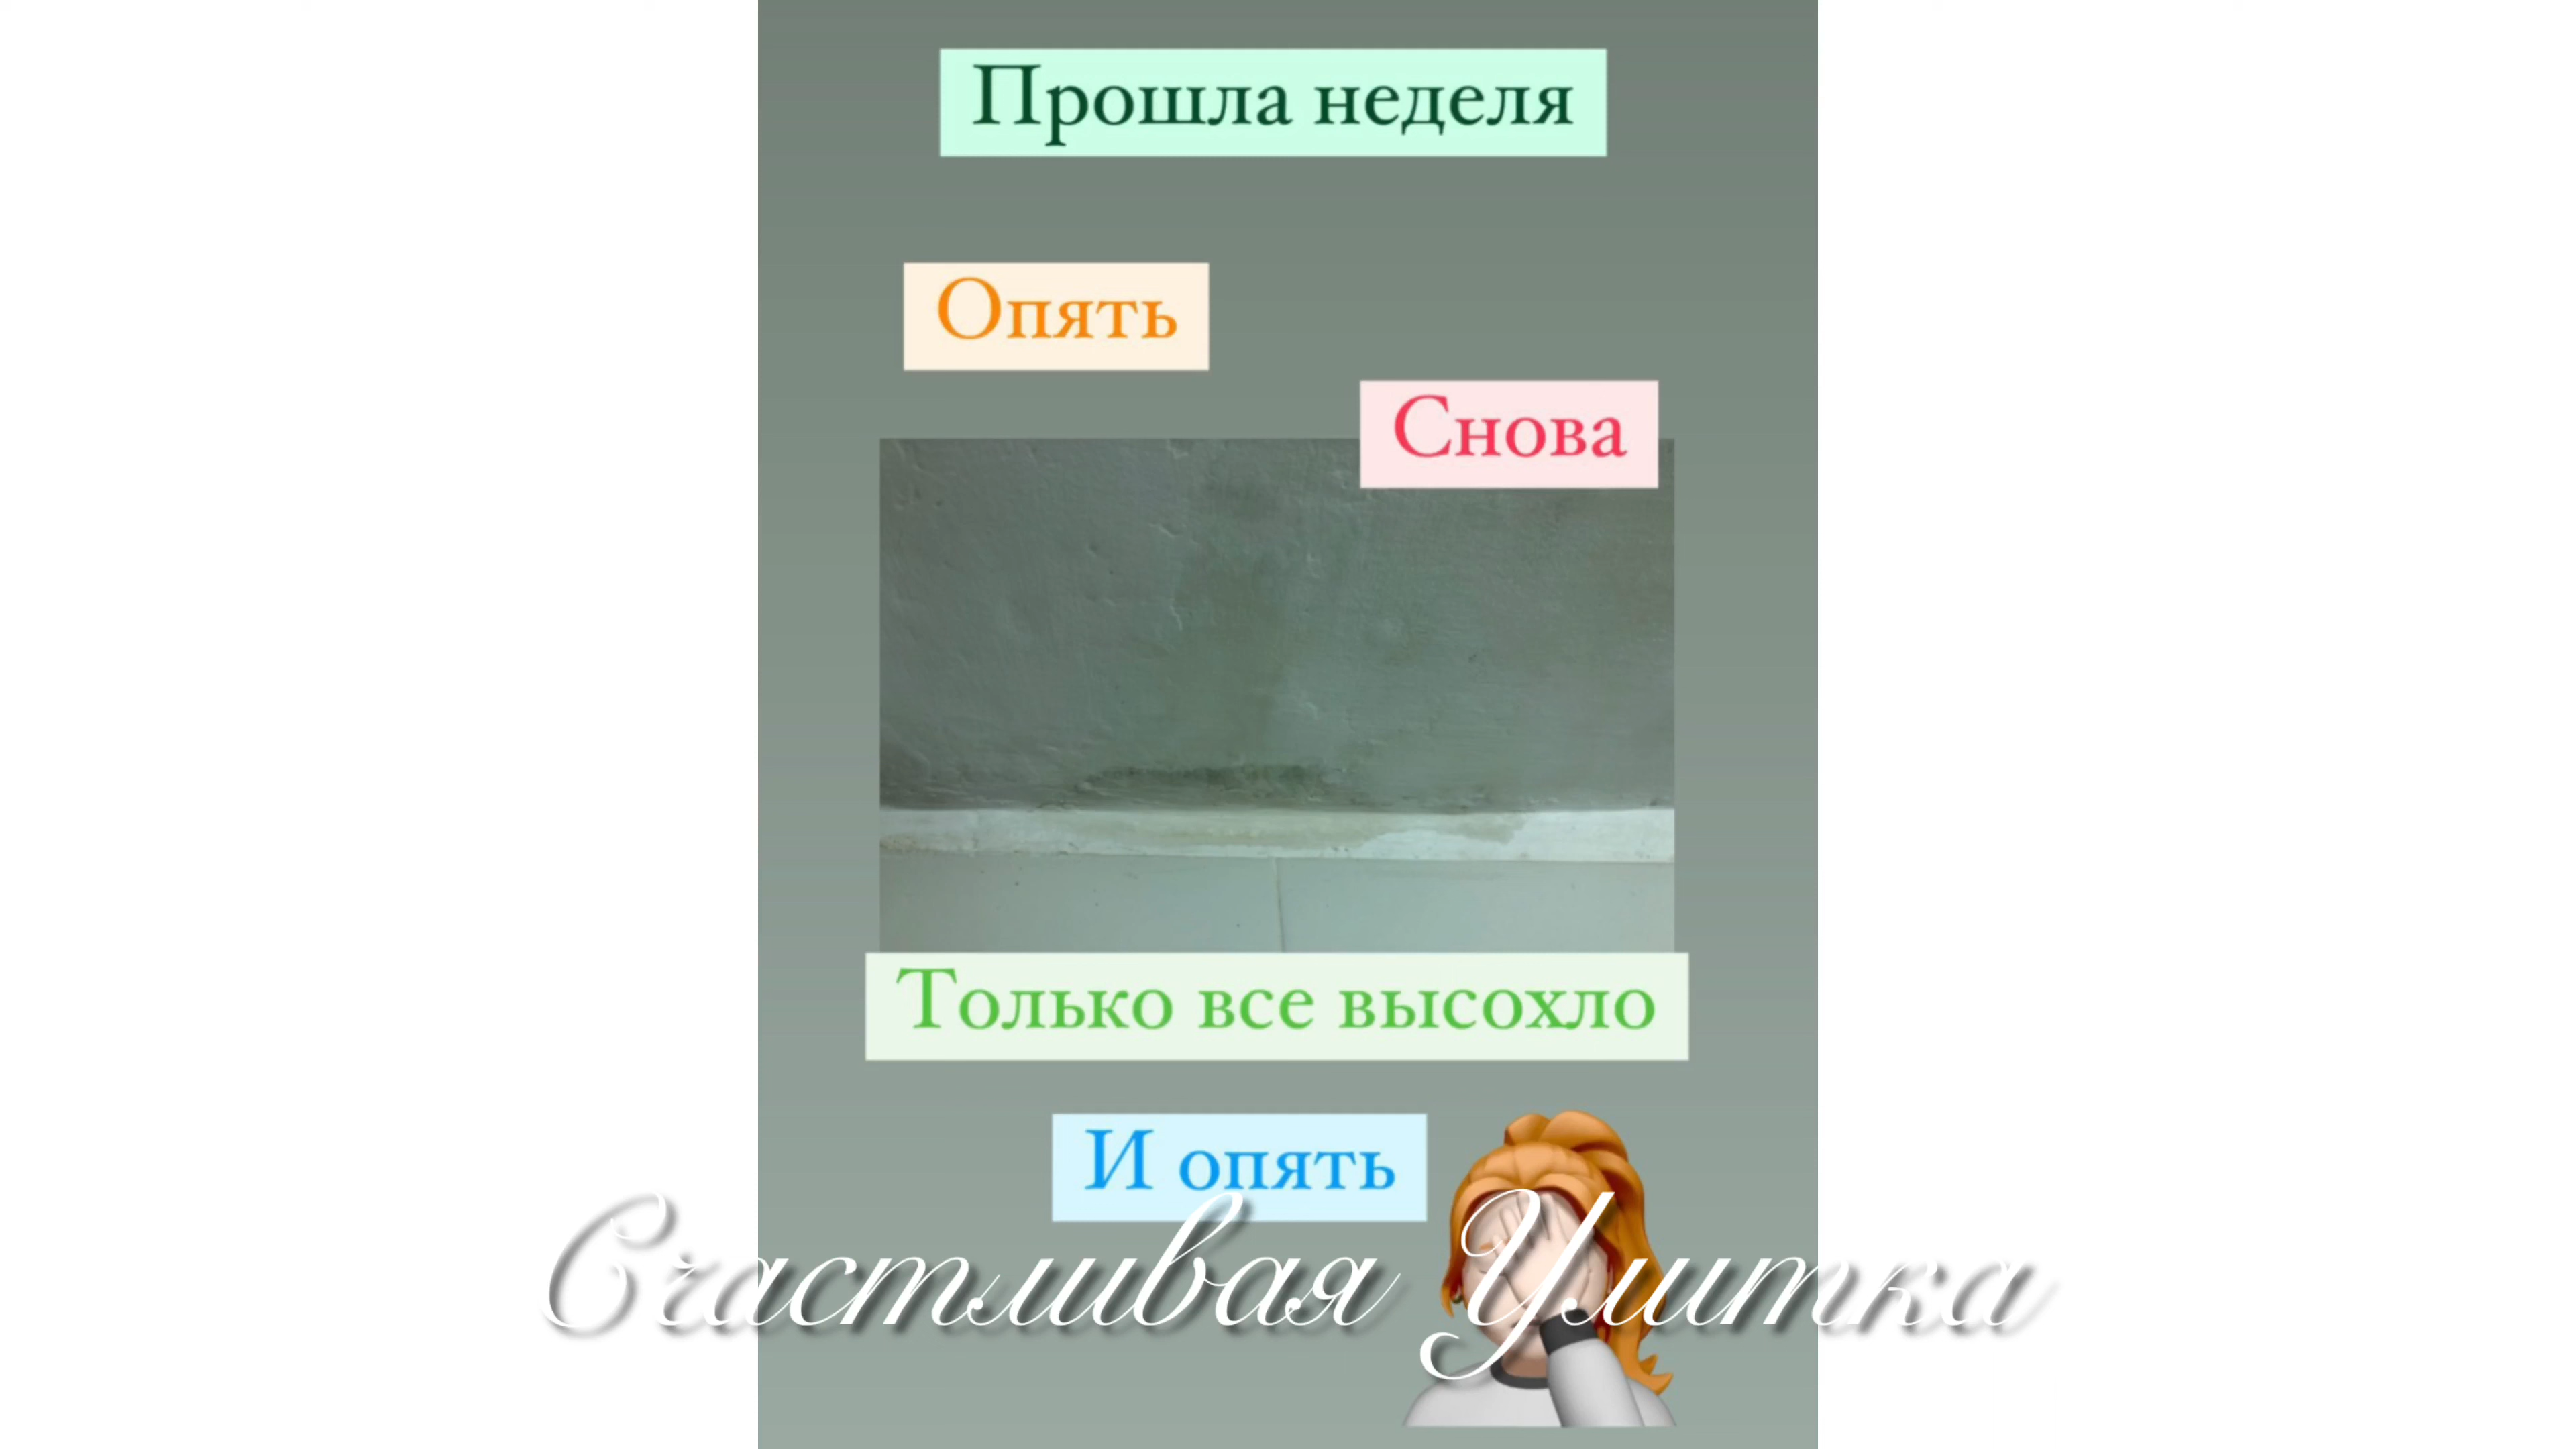 Прошла неделя
Опять
Снова
Только все высохло
И опять
Счастливая Улитка